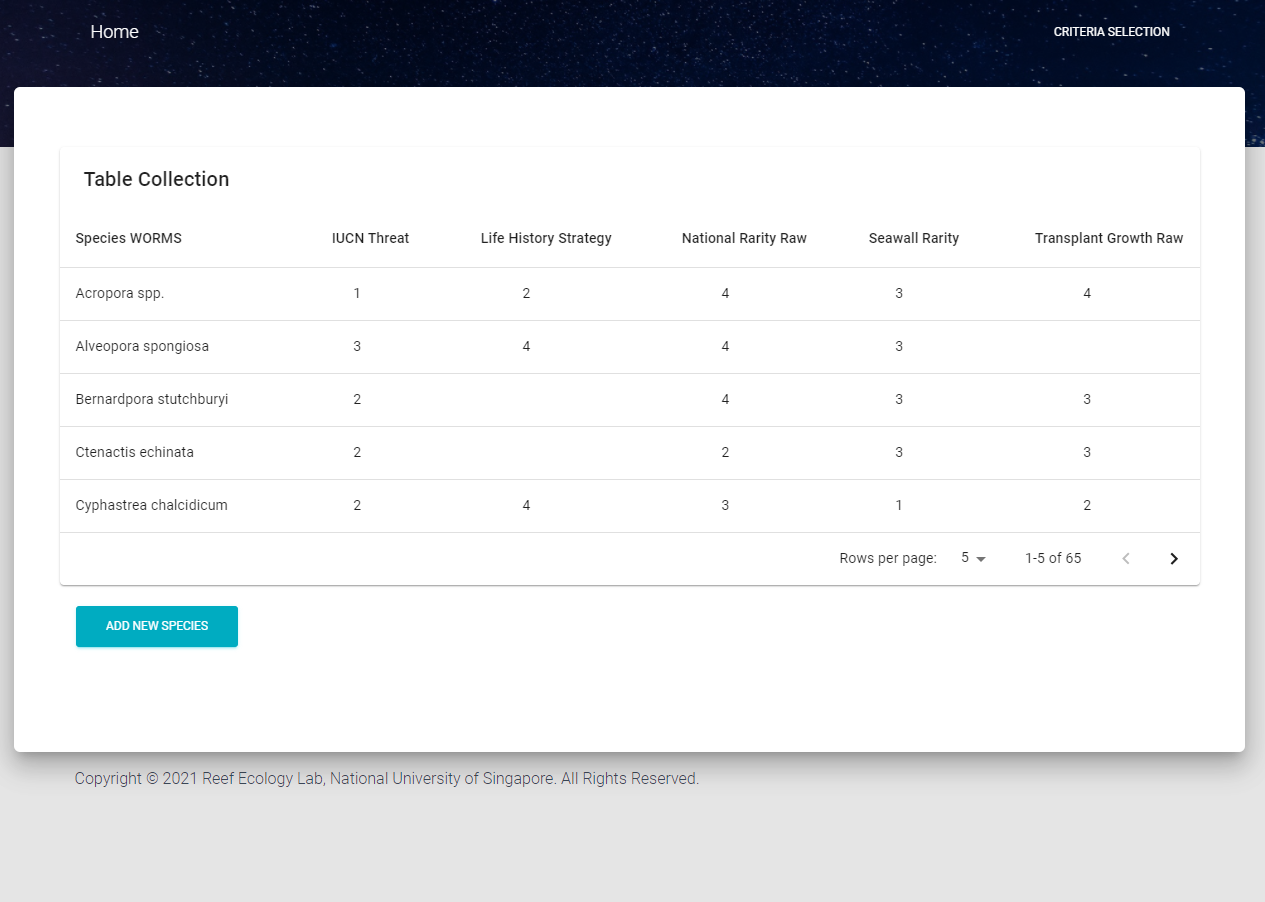 Home CRITERIA SELECTION
Table Collection
Species WORMS IUCN Threat Life History Strategy National Rarity Raw Seawall Rarity Transplant Growth Raw
Acropora spp. 1 2 4 3 4
Alveopora spongiosa 3 4 4 3
Bernardpora stutchburyi 2 4 3 3
Ctenactis echinata 2 2 3 3
Cyphastrea chalcidicum 2 4 3 1 2
Rows per page: 5 1-5 of 65
ADD NEW SPECIES
Copyright © 2021 Reef Ecology Lab, National University of Singapore. All Rights Reserved.